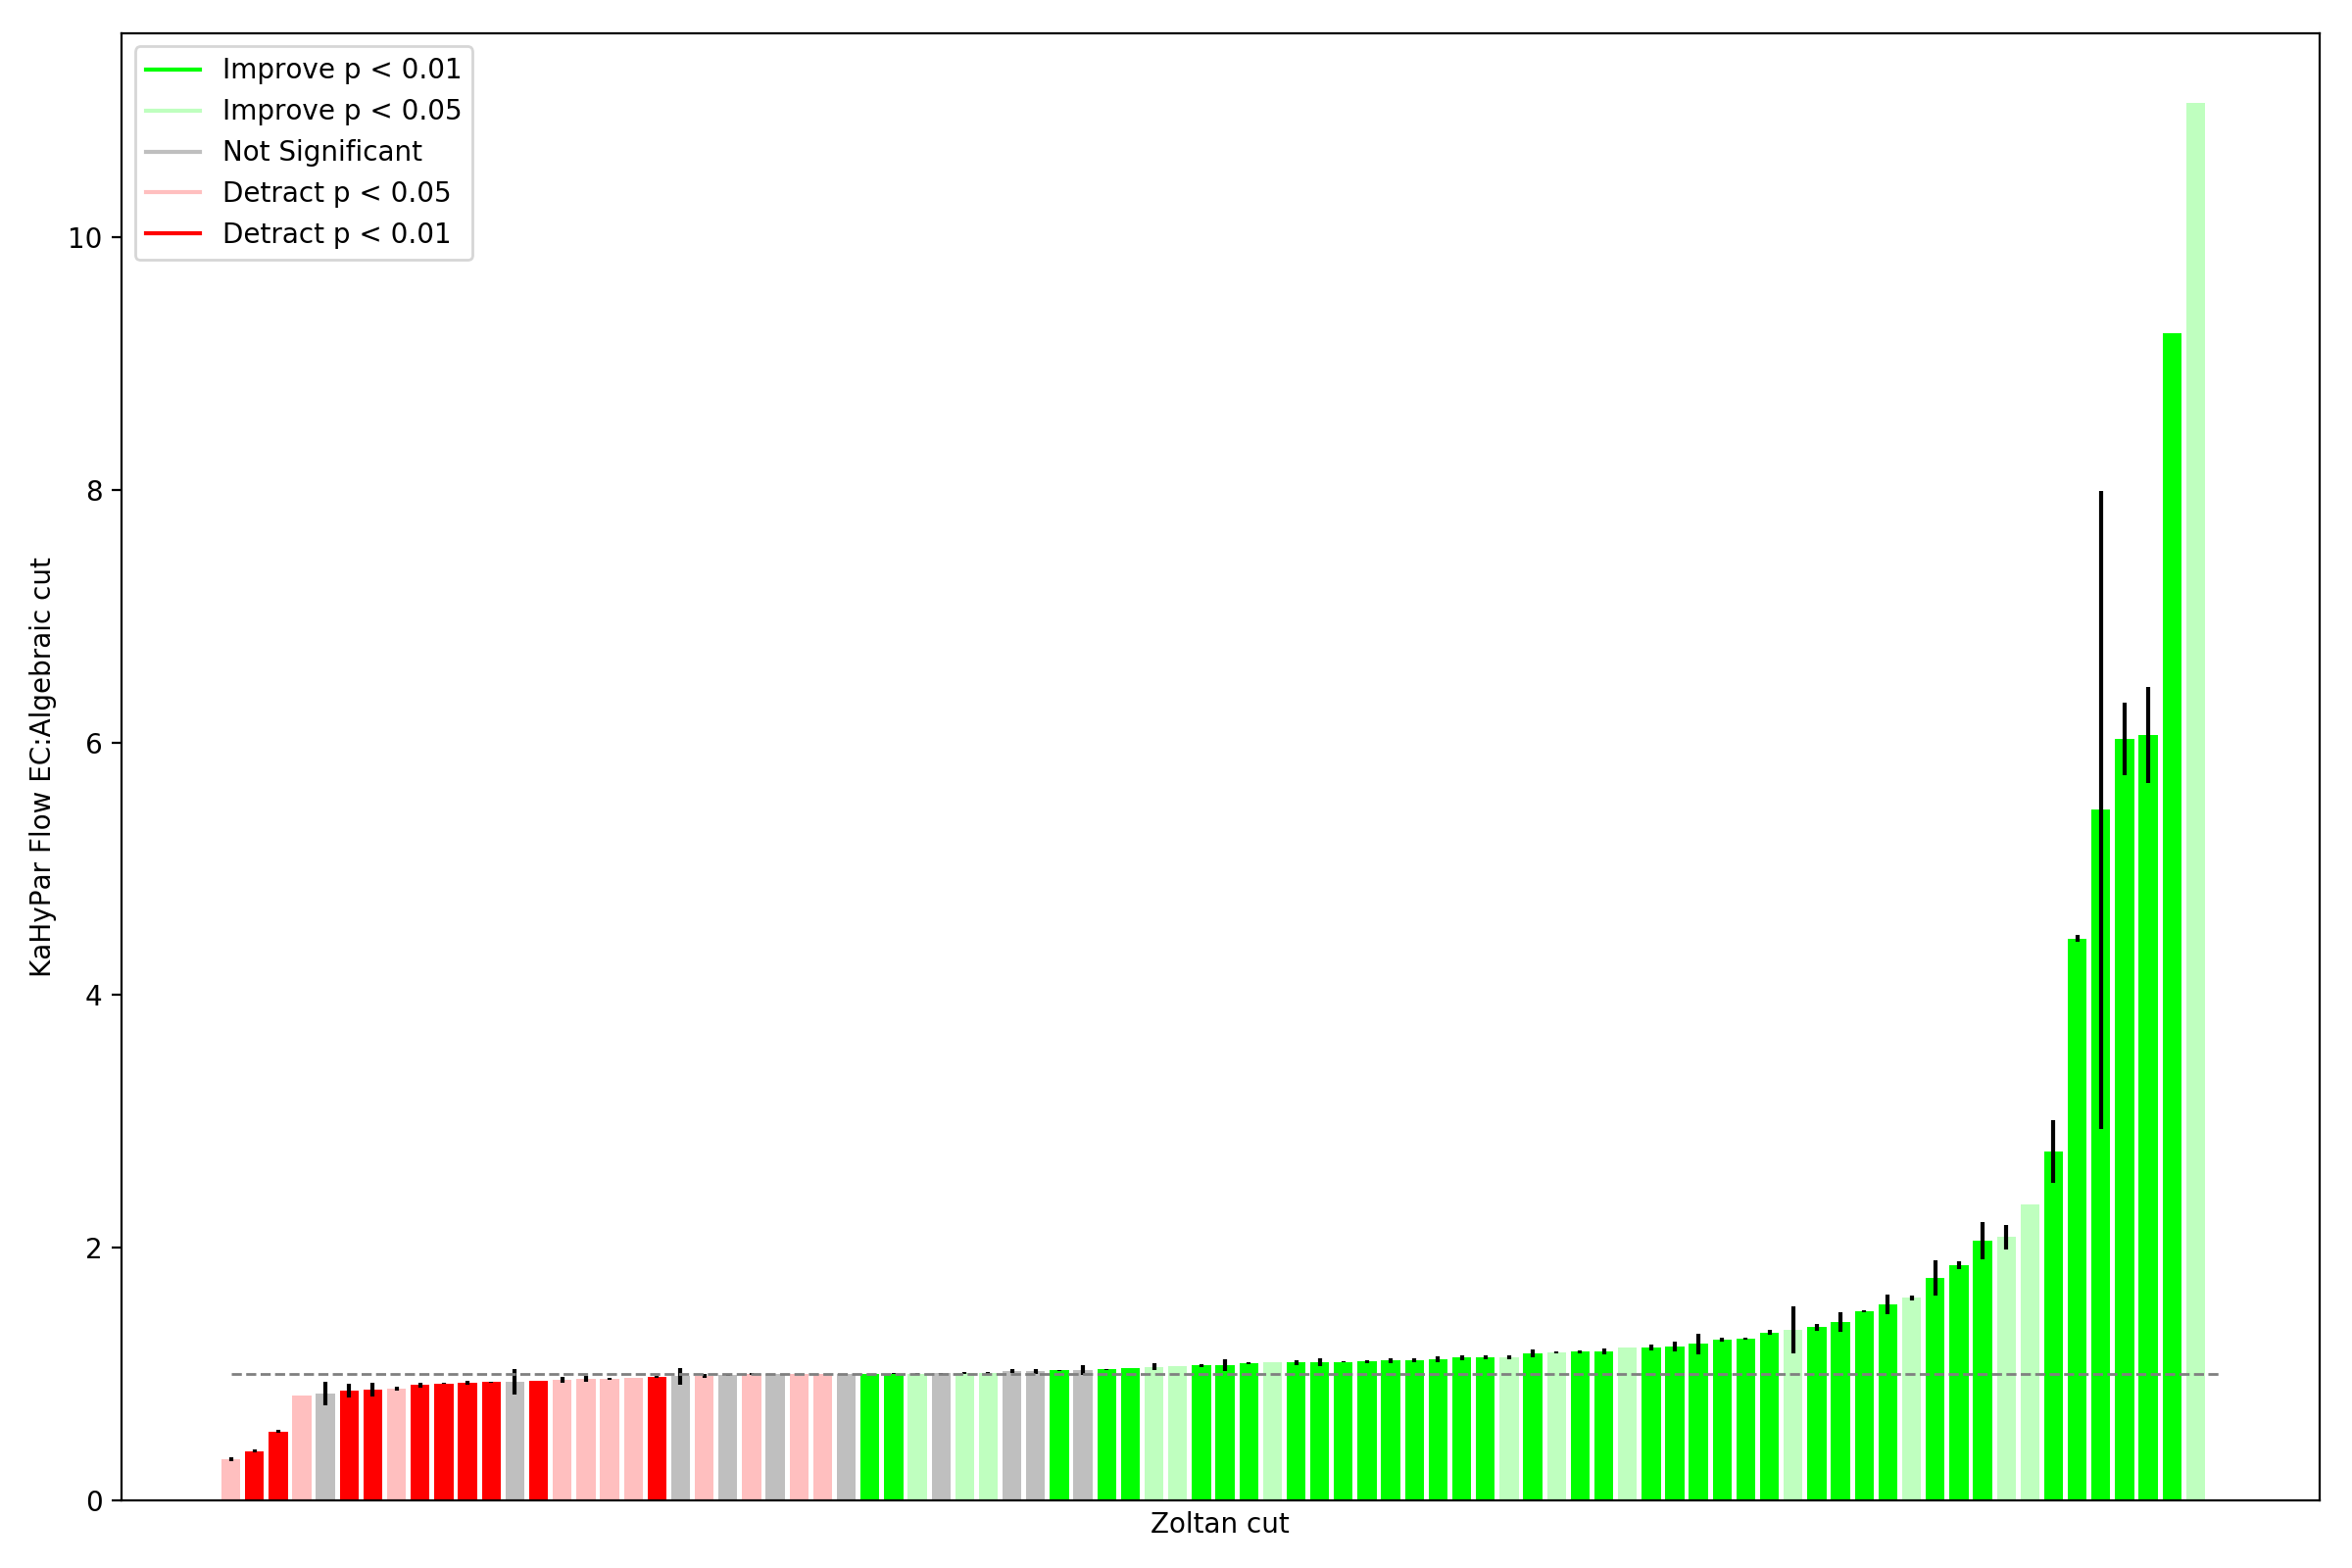 Improve p < 0.01
Improve p < 0.05
Not Significant
Detract p < 0.05
Detract p < 0.01
10
8
6
4
2
0
KaHyPar Flow EC:Algebraic cut
Zoltan cut